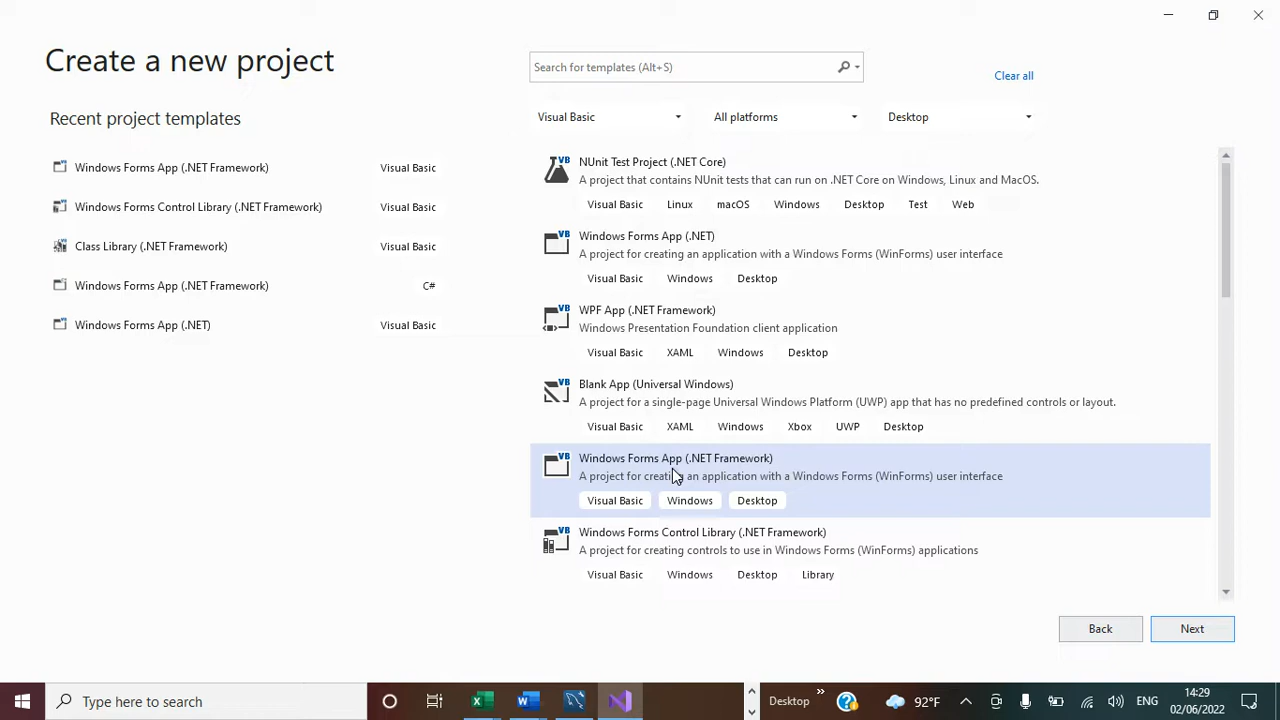 Create a new project
Search for templates (Alt+S)
Clear all
Recent project templates
Visual Basic
All platforms
Desktop
Windows Forms App (.NET Framework) Visual Basic
Windows Forms Control Library (.NET Framework) Visual Basic
Class Library (.NET Framework) Visual Basic
Windows Forms App (.NET Framework) C#
Windows Forms App (.NET) Visual Basic
VB NUnit Test Project (.NET Core)
A project that contains NUnit tests that can run on .NET Core on Windows, Linux and MacOS.
Visual Basic Linux macOS Windows Desktop Test Web
VB Windows Forms App (.NET)
A project for creating an application with a Windows Forms (WinForms) user interface
Visual Basic Windows Desktop
VB WPF App (.NET Framework)
Windows Presentation Foundation client application
Visual Basic XAML Windows Desktop
VB Blank App (Universal Windows)
A project for a single-page Universal Windows Platform (UWP) app that has no predefined controls or layout.
Visual Basic XAML Windows Xbox UWP Desktop
VB Windows Forms App (.NET Framework)
A project for creating an application with a Windows Forms (WinForms) user interface
Visual Basic Windows Desktop
VB Windows Forms Control Library (.NET Framework)
A project for creating controls to use in Windows Forms (WinForms) applications
Visual Basic Windows Desktop Library
Back
Next
Type here to search
Desktop
92°F
ENG
14:29
02/06/2022